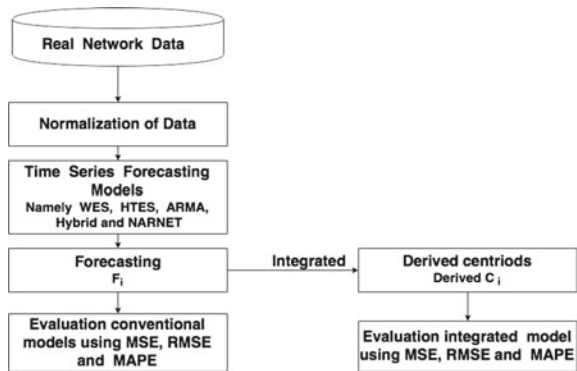 Real Network Data
Normalization of Data
Time Series Forecasting
Models
Namely WES, HTES, ARMA,
Hybrid and NARNET
Forecasting
F i
Integrated
Derived centriods
Derived C i
Evaluation conventional
models using MSE, RMSE
and MAPE
Evaluation integrated model
using MSE, RMSE and MAPE